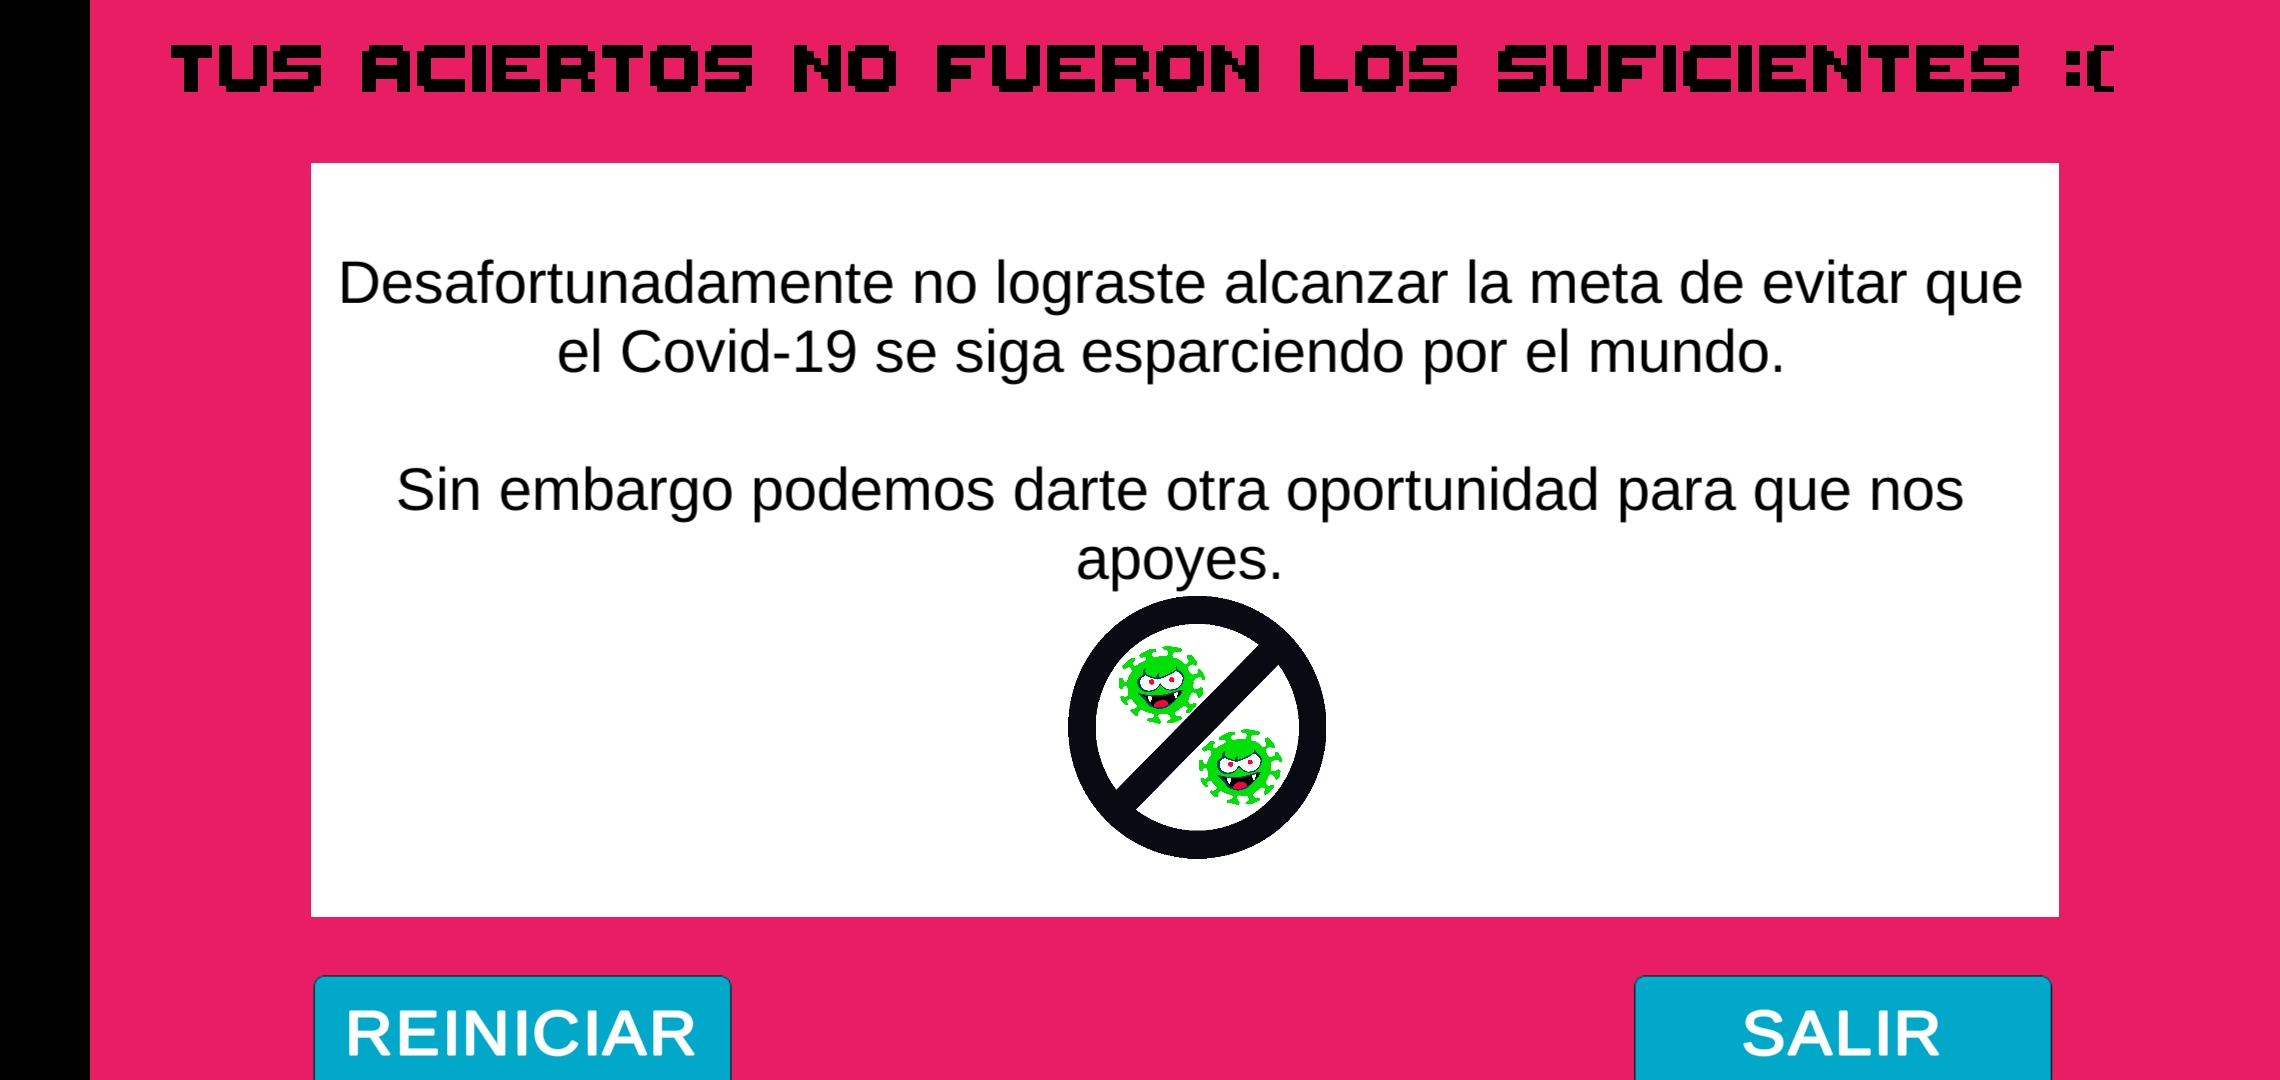 TUS ACIERTOS NO FUERON LOS SUFICIENTES :(
Desafortunadamente no lograste alcanzar la meta de evitar que
el Covid-19 se siga esparciendo por el mundo.
Sin embargo podemos darte otra oportunidad para que nos
apoyes.
REINICIAR
SALIR